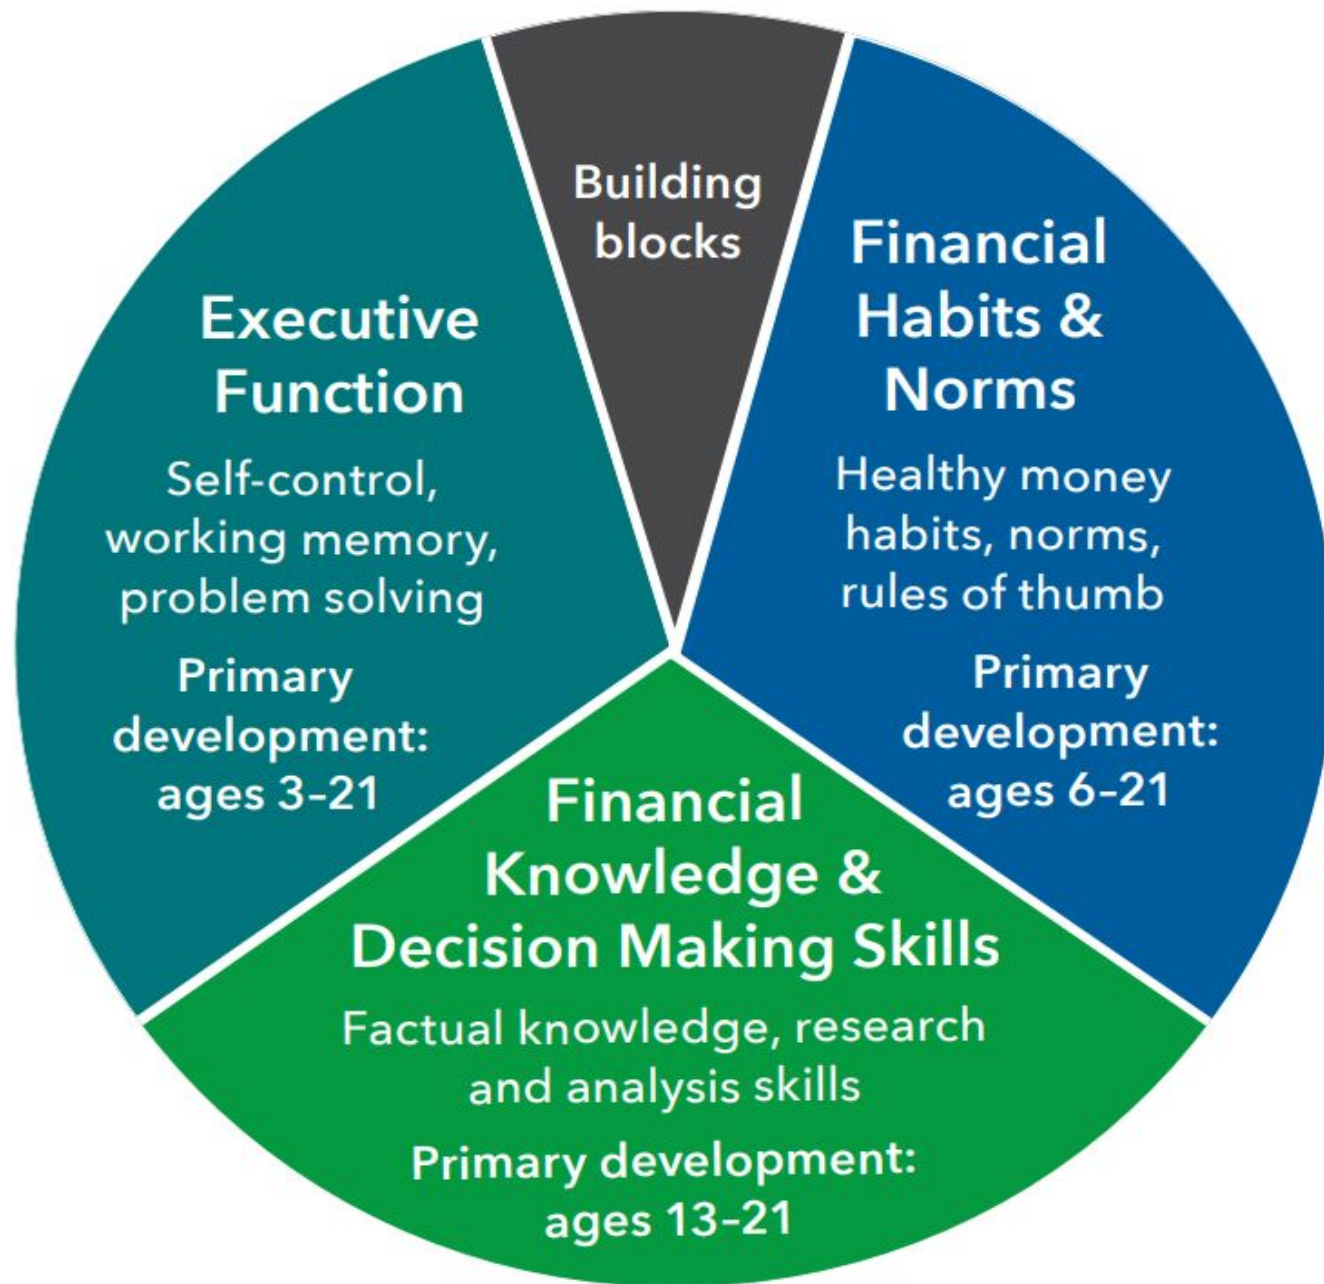 Building
blocks
Executive
Function
Self-control,
working memory,
problem solving
Primary
development:
ages 3–21
Financial
Habits &
Norms
Healthy money
habits, norms,
rules of thumb
Primary
development:
ages 6–21
Financial
Knowledge &
Decision Making Skills
Factual knowledge, research
and analysis skills
Primary development:
ages 13–21